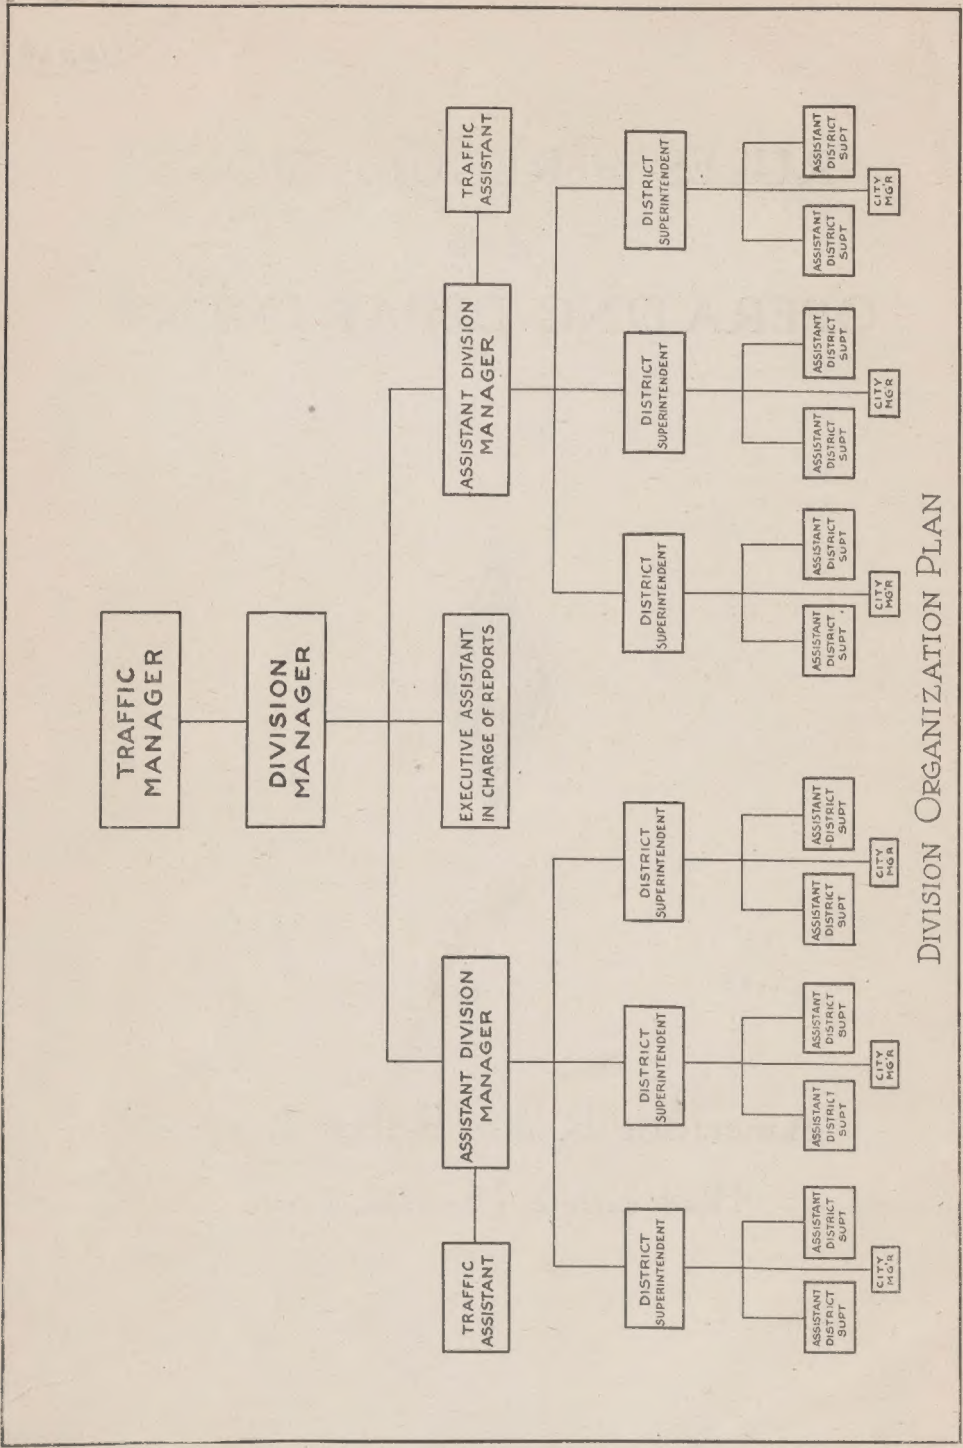 TRAFFIC
MANAGER
DIVISION
MANAGER
TRAFFIC
ASSISTANT
ASSISTANT DIVISION
MANAGER
EXECUTIVE ASSISTANT
IN CHARGE OF REPORTS
ASSISTANT DIVISION
MANAGER
TRAFFIC
ASSISTANT
DISTRICT
SUPERINTENDENT
DISTRICT
SUPERINTENDENT
DISTRICT
SUPERINTENDENT
DISTRICT
SUPERINTENDENT
DISTRICT
SUPERINTENDENT
DISTRICT
SUPERINTENDENT
ASSISTANT
DISTRICT
SUPT
ASSISTANT
DISTRICT
SUPT
ASSISTANT
DISTRICT
SUPT
ASSISTANT
DISTRICT
SUPT
ASSISTANT
DISTRICT
SUPT
ASSISTANT
DISTRICT
SUPT
ASSISTANT
DISTRICT
SUPT
ASSISTANT
DISTRICT
SUPT
ASSISTANT
DISTRICT
SUPT
ASSISTANT
DISTRICT
SUPT
ASSISTANT
DISTRICT
SUPT
ASSISTANT
DISTRICT
SUPT
CITY
MG'R
CITY
MG'R
CITY
MGR
CITY
MG'R
CITY
MG'R
CITY
MG'R
DIVISION ORGANIZATION PLAN